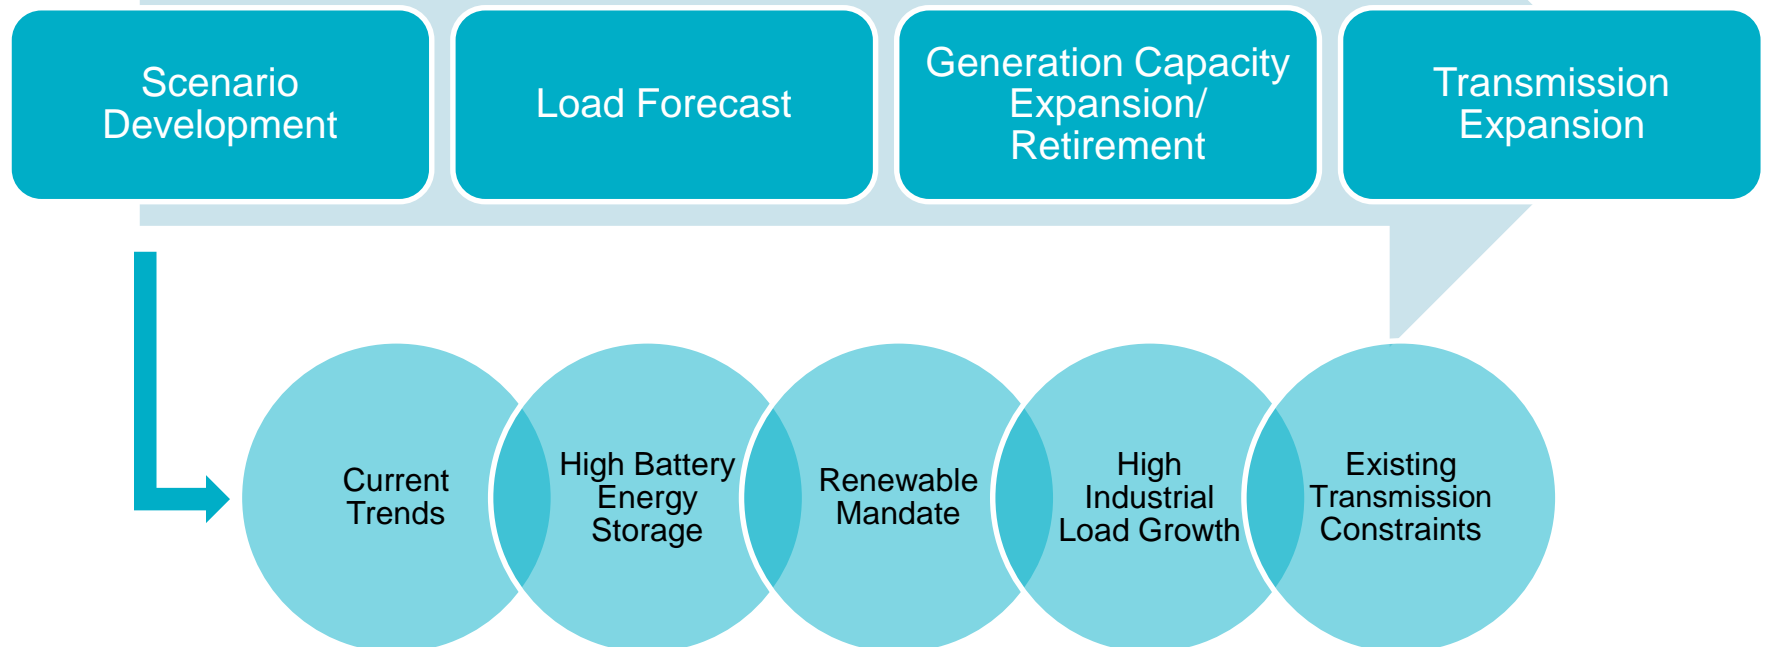 Scenario
Development
Load Forecast
Generation Capacity
Expansion/
Retirement
Transmission
Expansion
Current
Trends
High Battery
Energy
Storage
Renewable
Mandate
High
Industrial
Load Growth
Existing
Transmission
Constraints